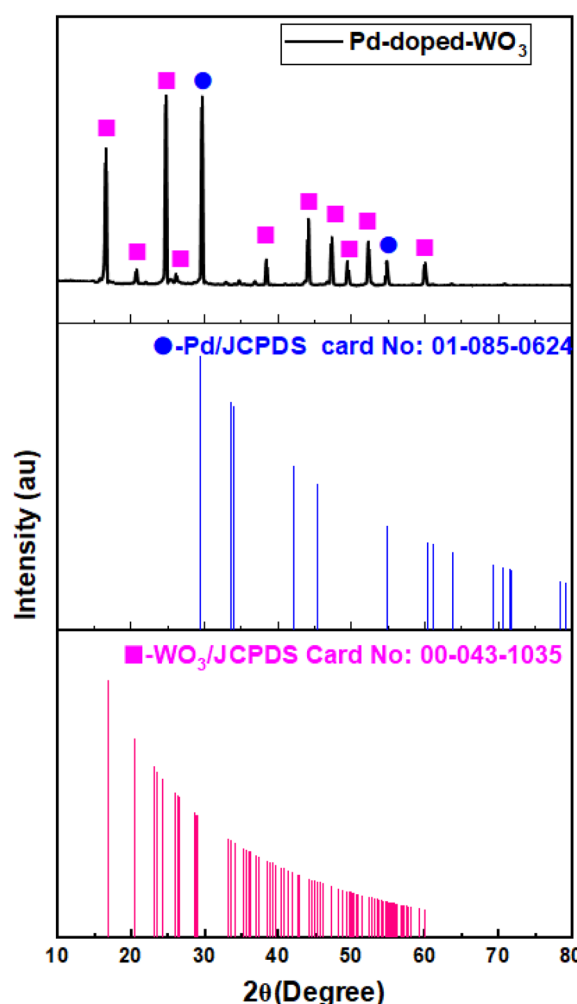 Pd-doped-WO₃
●-Pd/JCPDS card No: 01-085-0624
Intensity (au)
■-WO₃/JCPDS Card No: 00-043-1035
10 20 30 40 50 60 70 80
2θ(Degree)